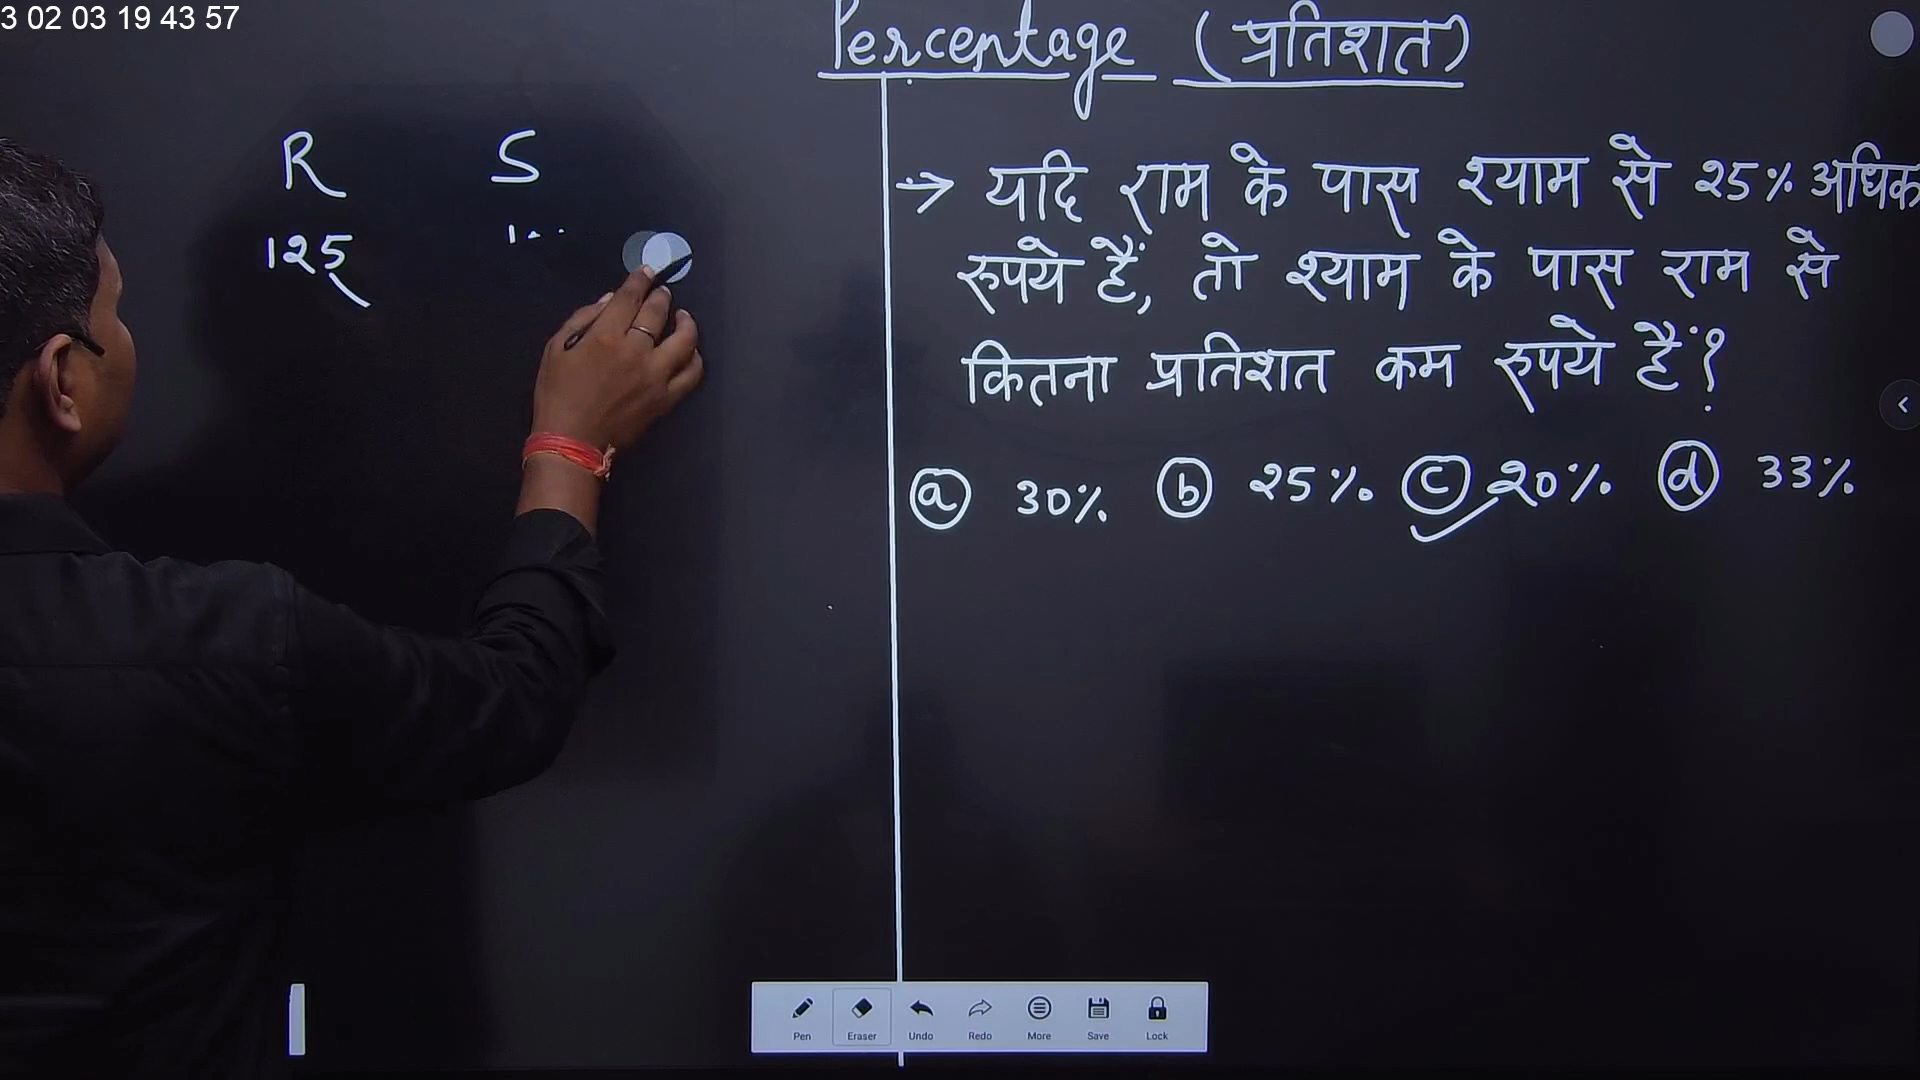 3 02 03 19 43 57
Percentage (प्रतिशत)
R S
125
→ यदि राम के पास श्याम से 25% अधिक
रुपये हैं, तो श्याम के पास राम से
कितना प्रतिशत कम रुपये हैं?
(a) 30% (b) 25% (c) 20% (d) 33%
Pen Eraser Undo Redo More Save Lock